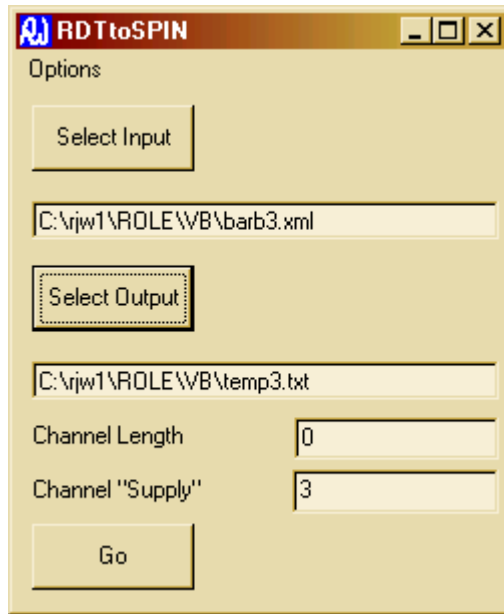 RDTtoSPIN
Options
Select Input
C:\rjw1\ROLE\VB\barb3.xml
Select Output
C:\rjw1\ROLE\VB\temp3.txt
Channel Length 0
Channel "Supply" 3
Go